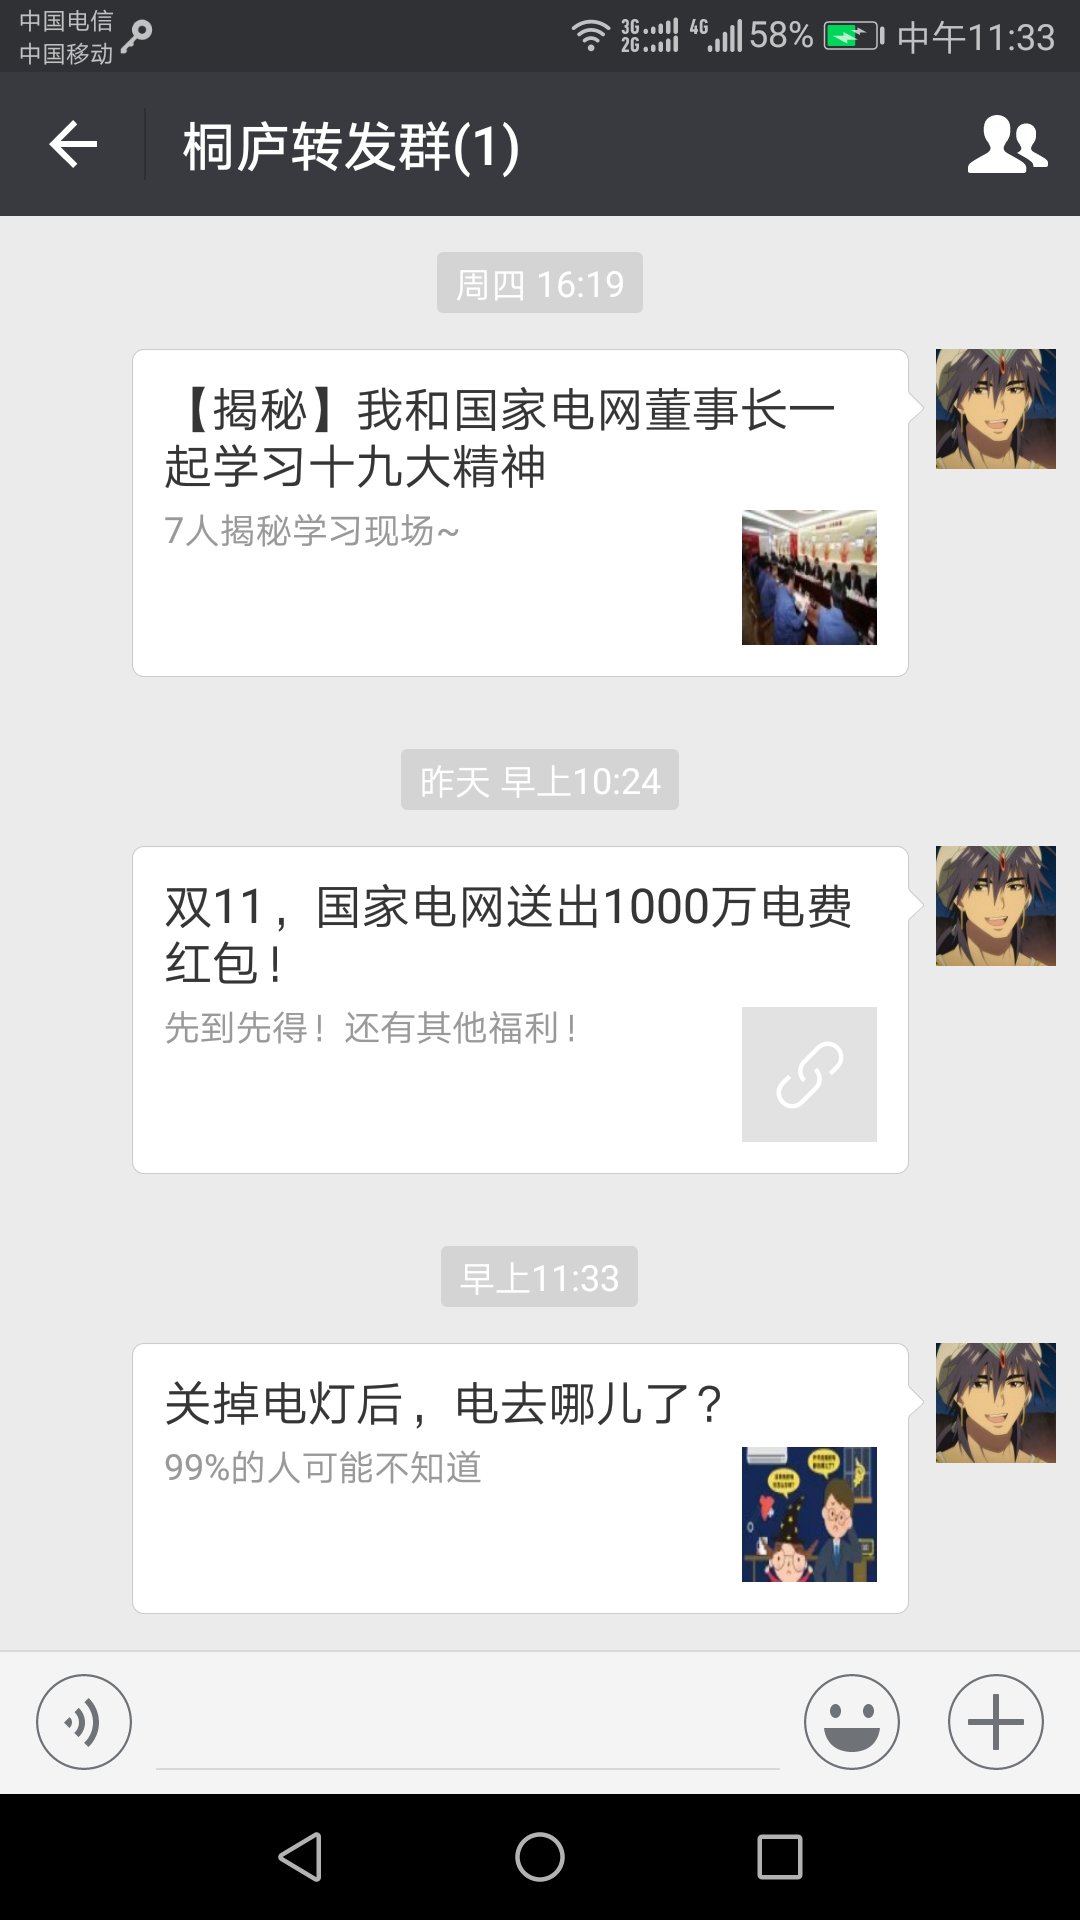 中国电信
中国移动
3G
2G
4G
58%
中午11:33
桐庐转发群(1)
周四 16:19
【揭秘】我和国家电网董事长一
起学习十九大精神
7人揭秘学习现场~
昨天 早上10:24
双11，国家电网送出1000万电费
红包！
先到先得！还有其他福利！
早上11:33
关掉电灯后，电去哪儿了？
99%的人可能不知道